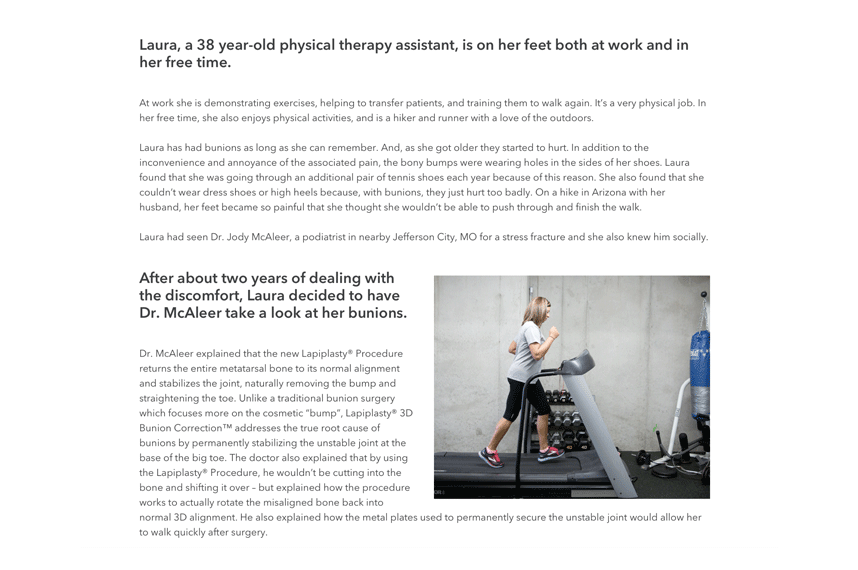 Laura, a 38 year-old physical therapy assistant, is on her feet both at work and in
her free time.
At work she is demonstrating exercises, helping to transfer patients, and training them to walk again. It's a very physical job. In
her free time, she also enjoys physical activities, and is a hiker and runner with a love of the outdoors.
Laura has had bunions as long as she can remember. And, as she got older they started to hurt. In addition to the
inconvenience and annoyance of the associated pain, the bony bumps were wearing holes in the sides of her shoes. Laura
found that she was going through an additional pair of tennis shoes each year because of this reason. She also found that she
couldn't wear dress shoes or high heels because, with bunions, they just hurt too badly. On a hike in Arizona with her
husband, her feet became so painful that she thought she wouldn't be able to push through and finish the walk.
Laura had seen Dr. Jody McAleer, a podiatrist in nearby Jefferson City, MO for a stress fracture and she also knew him socially.
After about two years of dealing with
the discomfort, Laura decided to have
Dr. McAleer take a look at her bunions.
Dr. McAleer explained that the new Lapiplasty® Procedure
returns the entire metatarsal bone to its normal alignment
and stabilizes the joint, naturally removing the bump and
straightening the toe. Unlike a traditional bunion surgery
which focuses more on the cosmetic "bump", Lapiplasty® 3D
Bunion Correction™ addresses the true root cause of
bunions by permanently stabilizing the unstable joint at the
base of the big toe. The doctor also explained that by using
the Lapiplasty® Procedure, he wouldn't be cutting into the
bone and shifting it over – but explained how the procedure
works to actually rotate the misaligned bone back into
normal 3D alignment. He also explained how the metal plates used to permanently secure the unstable joint would allow her
to walk quickly after surgery.